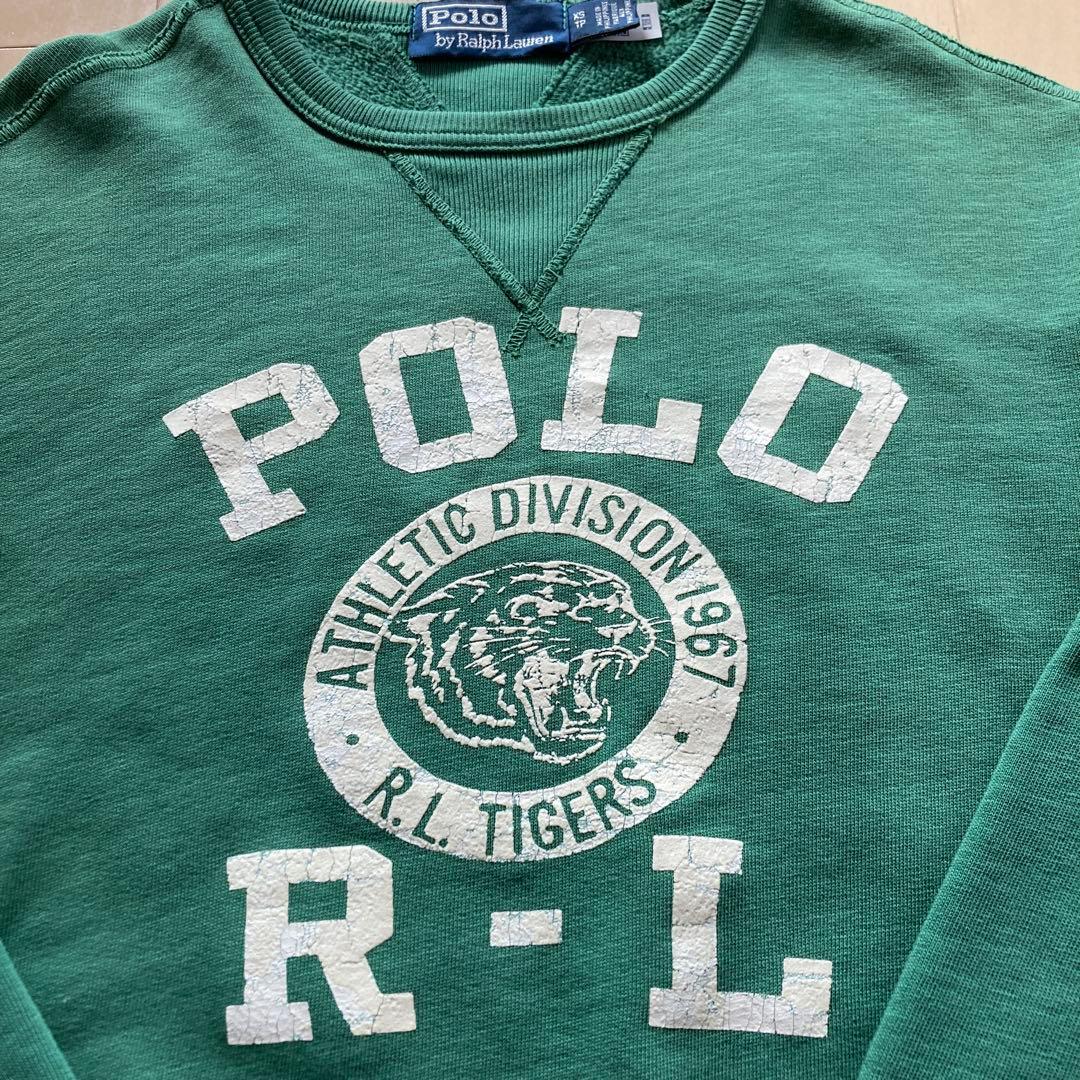 Polo
by Ralph Lauren
POLO
ATHLETIC DIVISION 1967
R.L. TIGERS
R-L